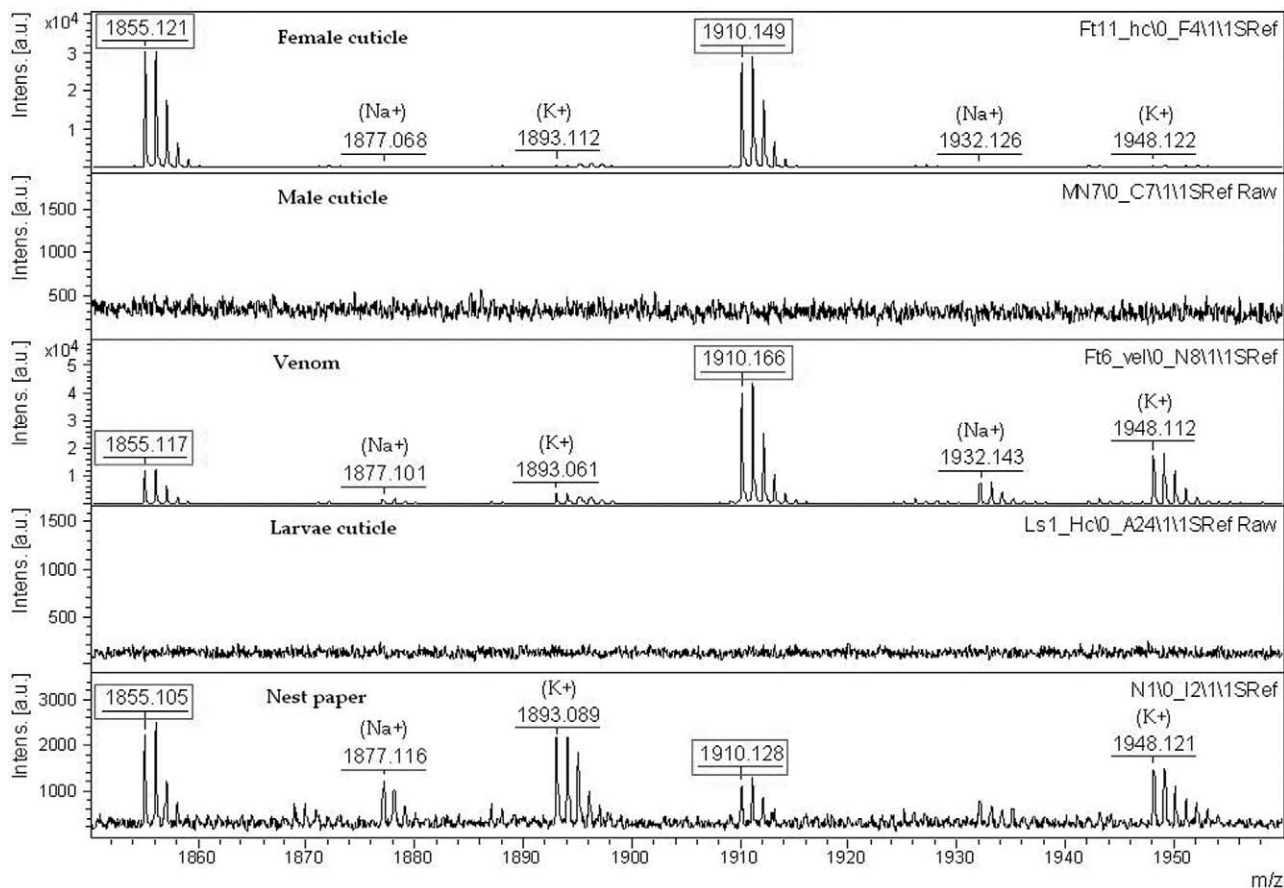 x10⁴
Intens. [a.u.]
3
2
1
1855.121
Female cuticle
(Na+)
1877.068
(K+)
1893.112
1910.149
(Na+)
1932.126
(K+)
1948.122
Ft11_hc\0_F4\1\1SRef
Intens. [a.u.]
1500
1000
500
Male cuticle
MN7\0_C7\1\1SRef Raw
x10⁴
Intens. [a.u.]
5
4
3
2
1
Venom
1855.117
(Na+)
1877.101
(K+)
1893.061
1910.166
(Na+)
1932.143
(K+)
1948.112
Ft6_vel\0_N8\1\1SRef
Intens. [a.u.]
1500
1000
500
Larvae cuticle
Ls1_Hc\0_A24\1\1SRef Raw
Intens. [a.u.]
3000
2000
1000
1855.105
Nest paper
(Na+)
1877.116
(K+)
1893.089
1910.128
(K+)
1948.121
N1\0_I2\1\1SRef
1860 1870 1880 1890 1900 1910 1920 1930 1940 1950
m/z